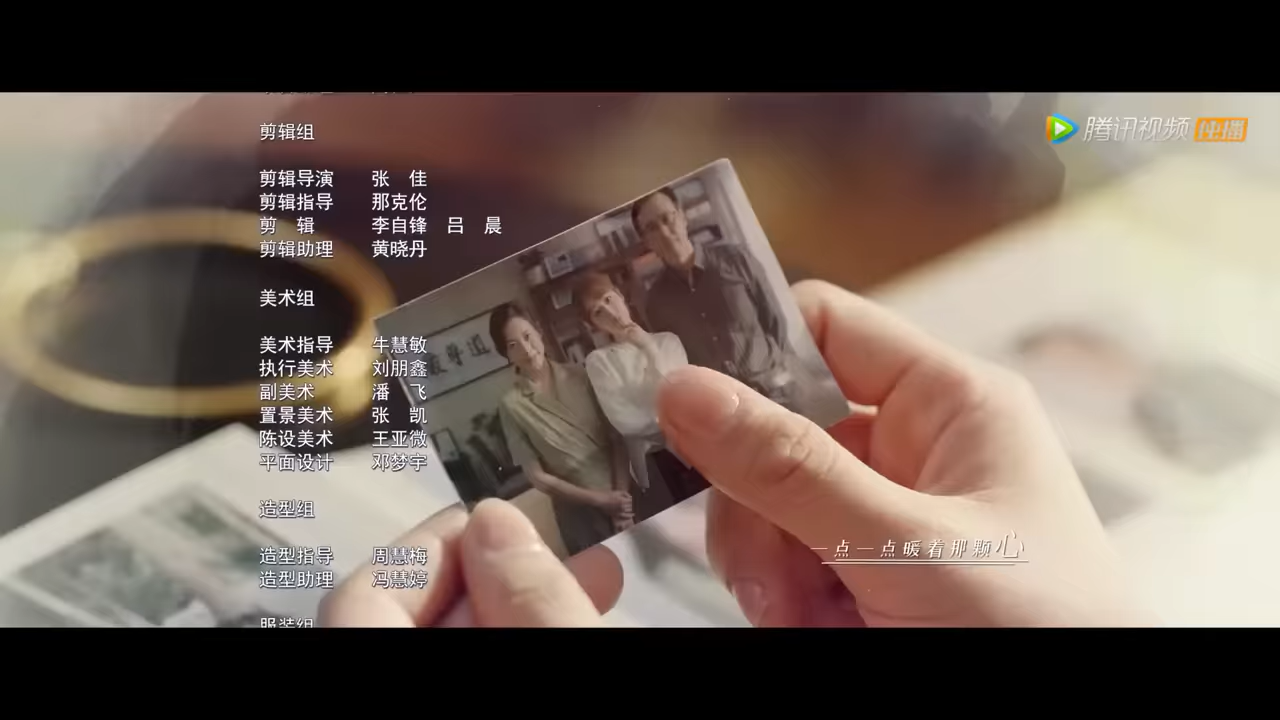 剪辑组
剪辑导演 张 佳
剪辑指导 那克伦
剪 辑 李自锋 吕 晨
剪辑助理 黄晓丹
美术组
美术指导 牛慧敏
执行美术 刘朋鑫
副美术 潘 飞
置景美术 张 凯
陈设美术 王亚微
平面设计 邓梦宇
造型组
造型指导 周慧梅
造型助理 冯慧婷
服装组
腾讯视频 独播
一点一点暖着那颗心